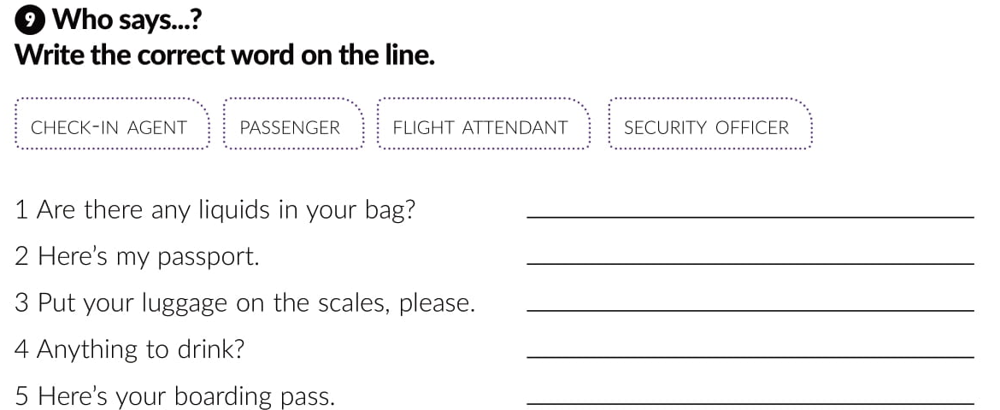 9 Who says...?
Write the correct word on the line.
CHECK-IN AGENT PASSENGER FLIGHT ATTENDANT SECURITY OFFICER
1 Are there any liquids in your bag?
2 Here's my passport.
3 Put your luggage on the scales, please.
4 Anything to drink?
5 Here's your boarding pass.